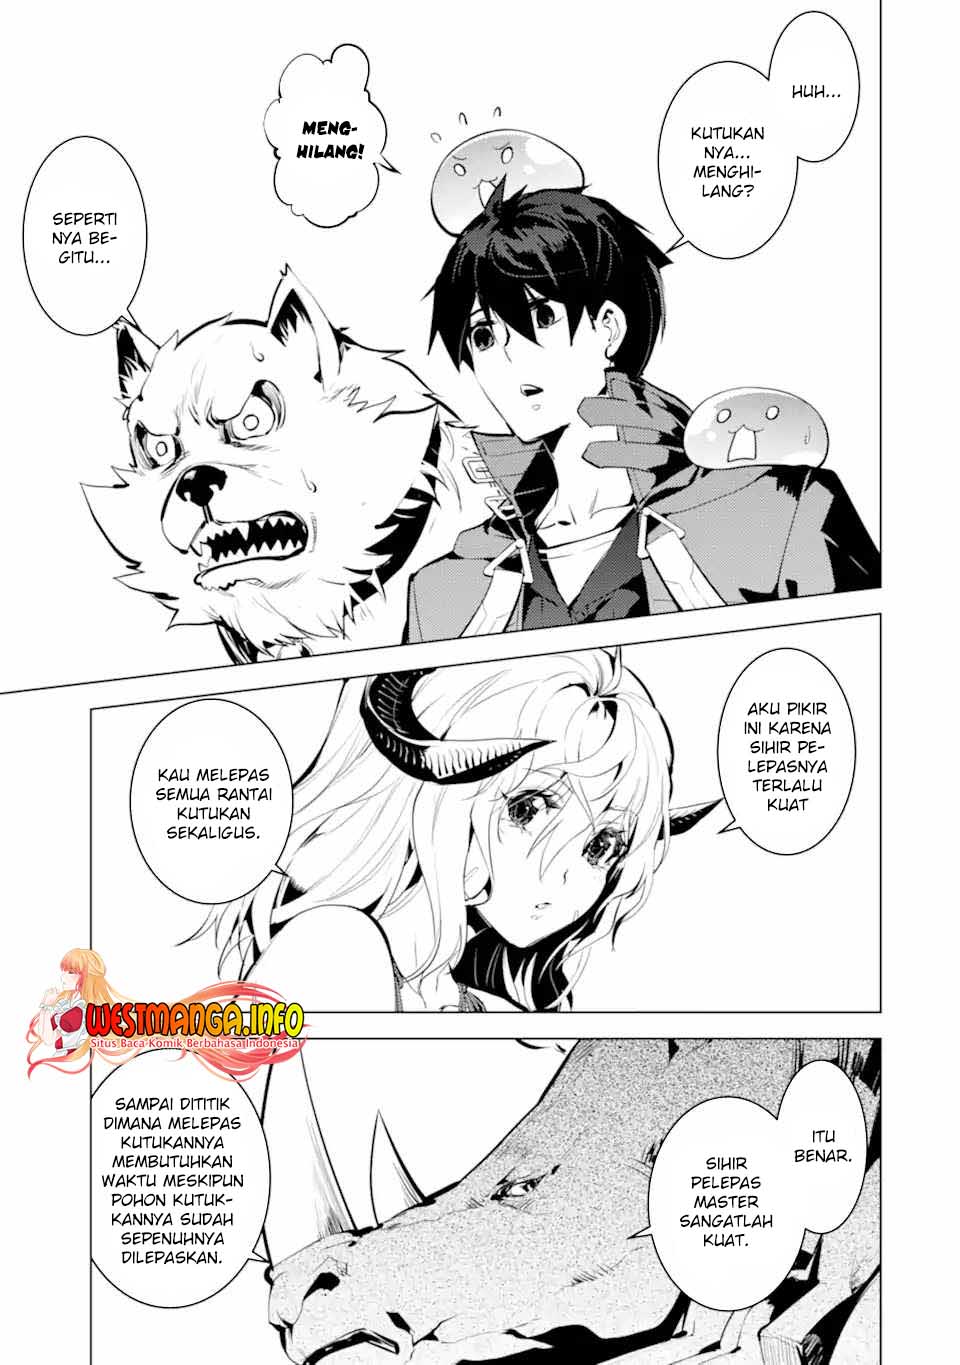 HUH...
KUTUKAN
NYA...
MENGHI-
LANG?
MENG-
HILANG!
SEPERTI
NYA BE-
GITU...
AKU PIKIR
INI KARENA
SIHIR PE-
LEPASNYA
TERLALU
KUAT
KAU MELEPAS
SEMUA RANTAI
KUTUKAN
SEKALIGUS.
WESTMANGA.INFO
Situs Baca Komik Berbahasa Indonesia
ITU
BENAR.
SIHIR
PELEPAS
MASTER
SANGATLAH
KUAT.
SAMPAI DITITIK
DIMANA MELEPAS
KUTUKANNYA
MEMBUTUHKAN
WAKTU MESKIPUN
POHON KUTUK-
KANNYA SUDAH
SEPENUHNYA
DILEPASKAN.